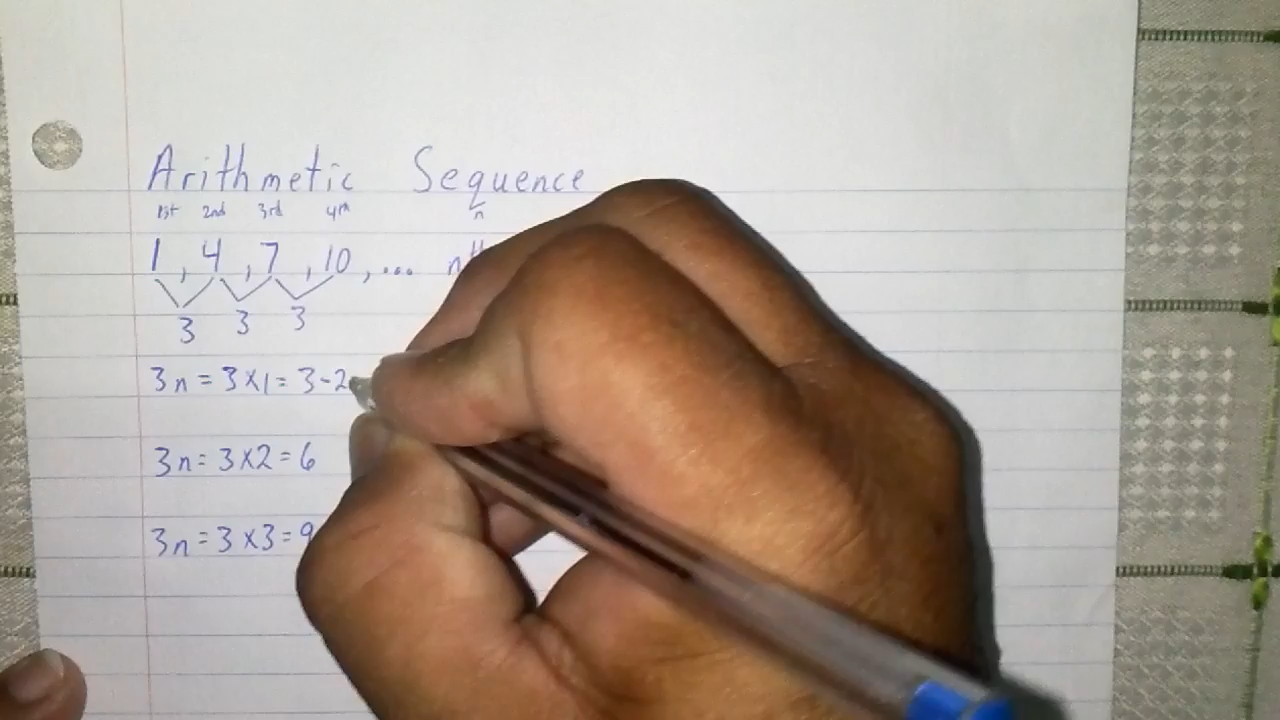 Arithmetic Sequence
1st 2nd 3rd 4th n
1, 4, 7, 10, ...
3 3 3
3n = 3x1 = 3-2
3n = 3x2 = 6
3n = 3x3 = 9